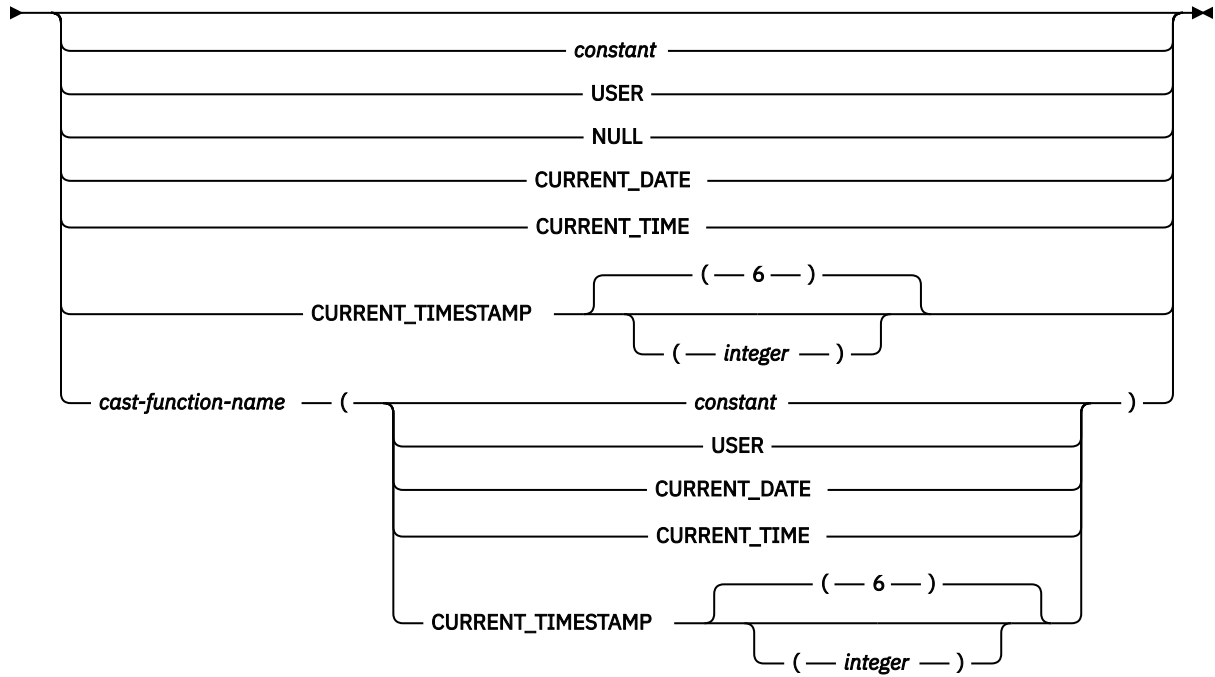 constant
USER
NULL
CURRENT_DATE
CURRENT_TIME
( 6 )
CURRENT_TIMESTAMP
( integer )
cast-function-name ( constant )
USER
CURRENT_DATE
CURRENT_TIME
( 6 )
CURRENT_TIMESTAMP
( integer )